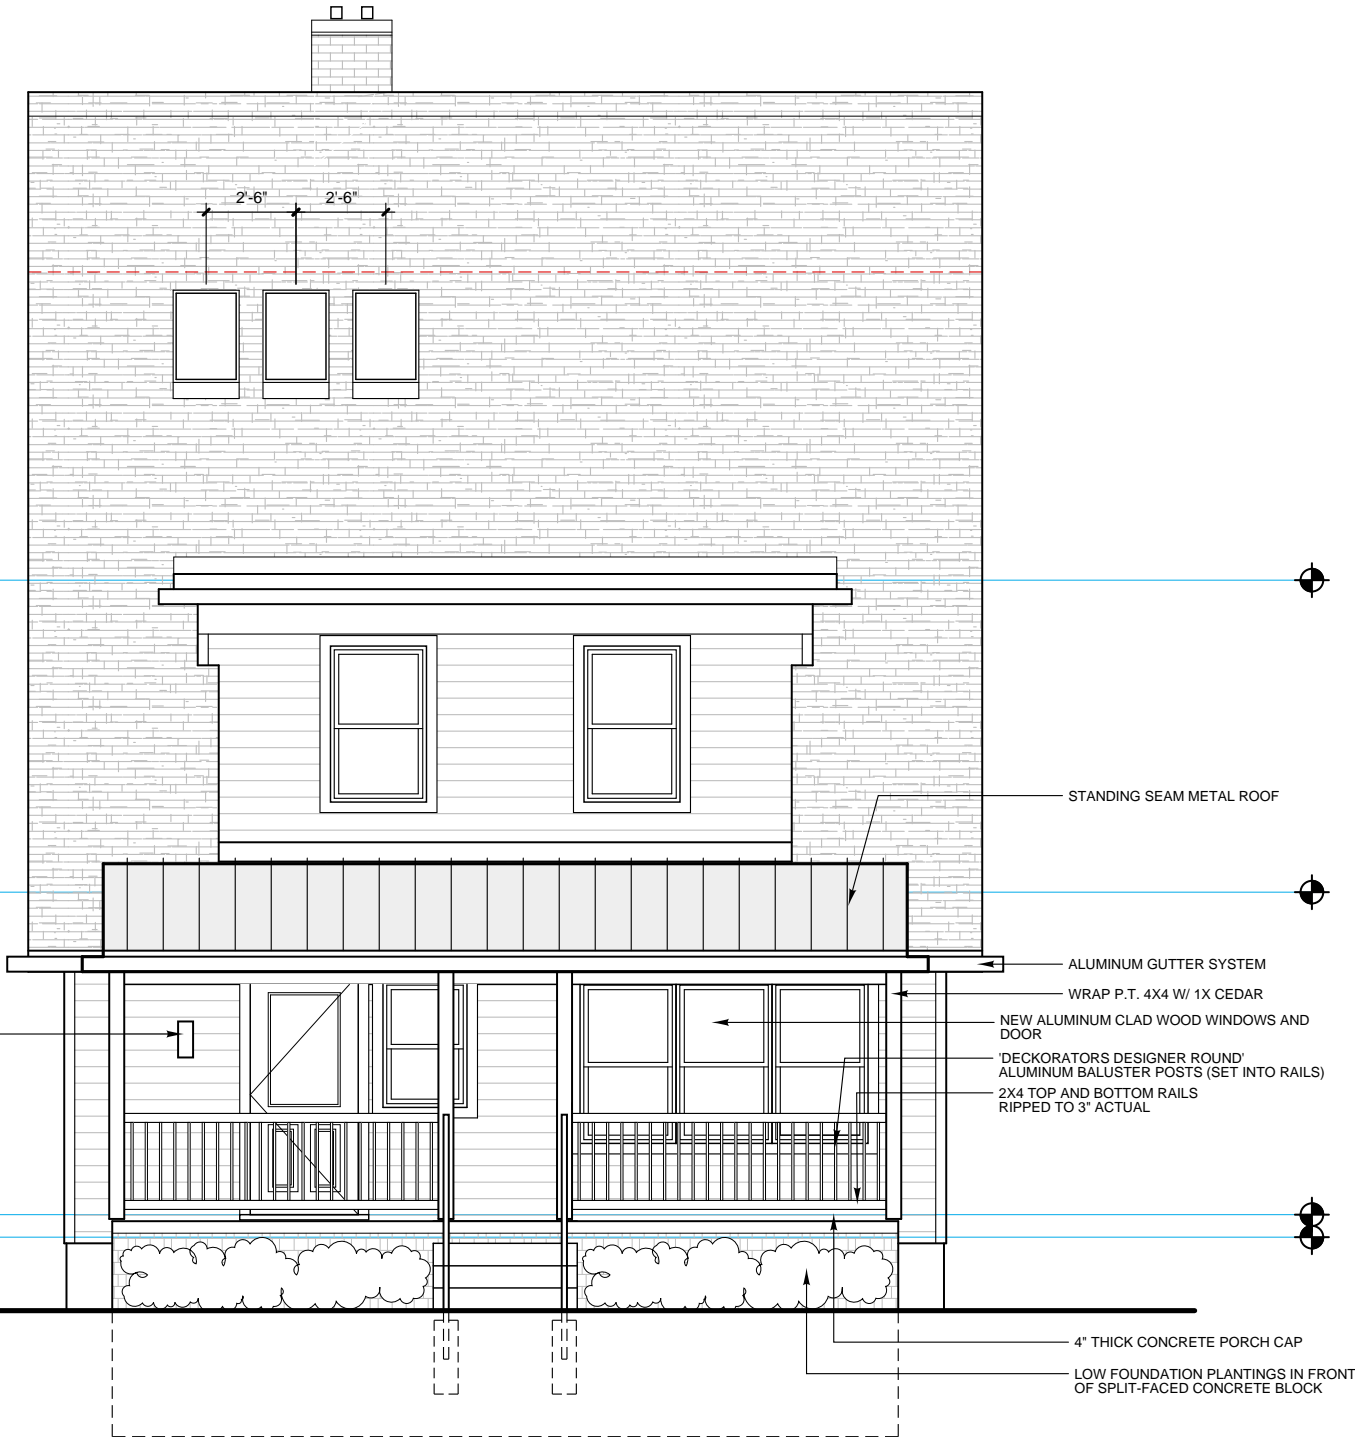 2'-6" 2'-6"
STANDING SEAM METAL ROOF
ALUMINUM GUTTER SYSTEM
WRAP P.T. 4X4 W/ 1X CEDAR
NEW ALUMINUM CLAD WOOD WINDOWS AND
DOOR
'DECKORATORS DESIGNER ROUND'
ALUMINUM BALUSTER POSTS (SET INTO RAILS)
2X4 TOP AND BOTTOM RAILS
RIPPED TO 3" ACTUAL
4" THICK CONCRETE PORCH CAP
LOW FOUNDATION PLANTINGS IN FRONT
OF SPLIT-FACED CONCRETE BLOCK